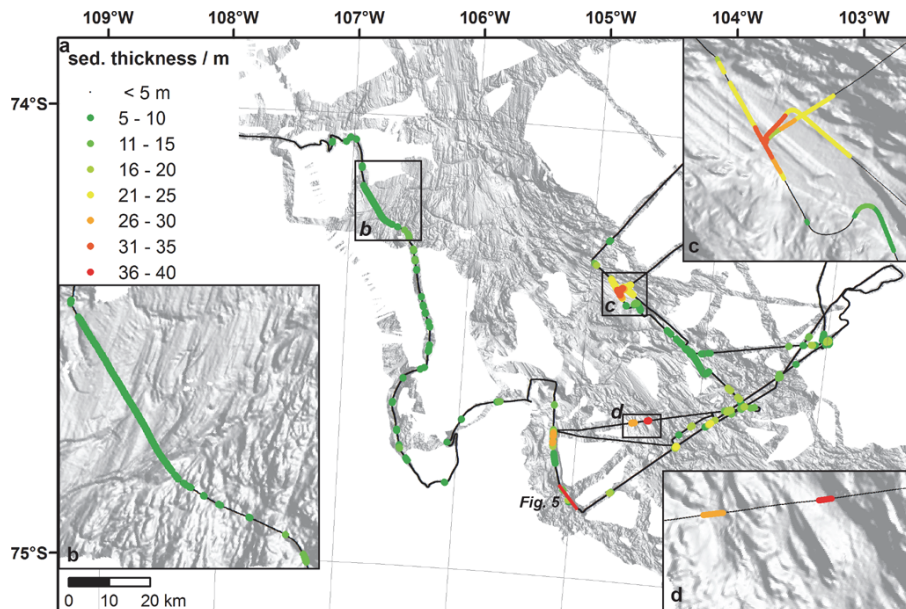 109°W 108°W 107°W 106°W 105°W 104°W 103°W
a
sed. thickness / m
< 5 m
5 - 10
11 - 15
16 - 20
21 - 25
26 - 30
31 - 35
36 - 40
74°S
b
c
c
d
Fig. 5
b
75°S
d
0 10 20 km